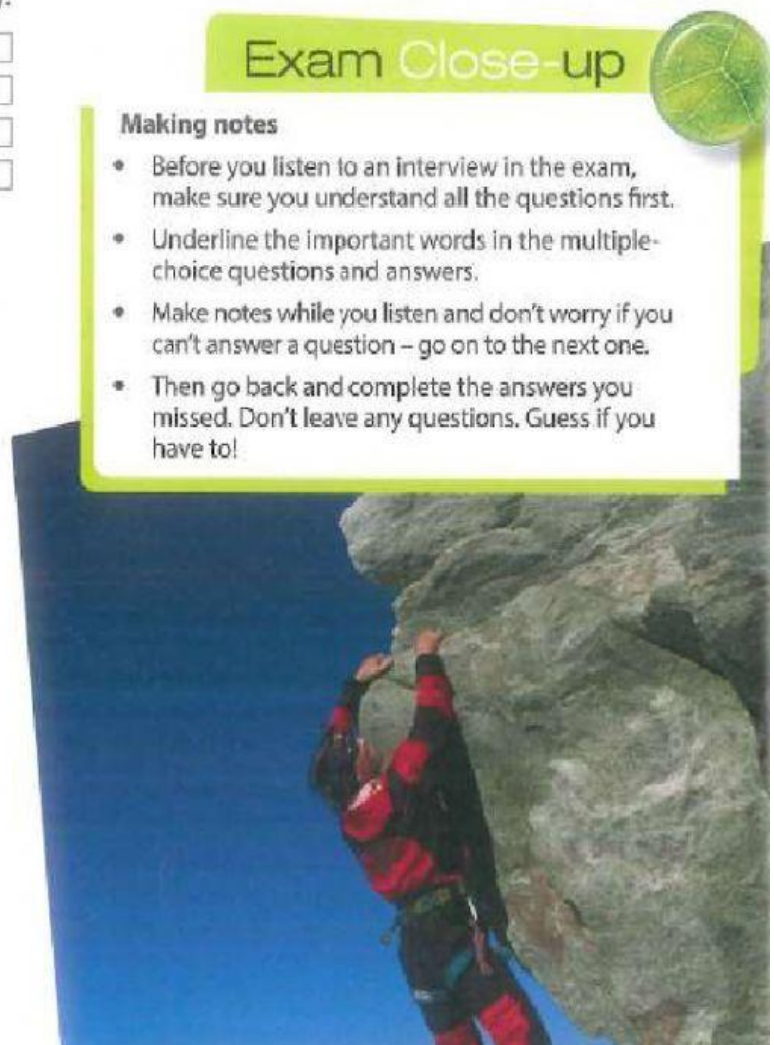 Exam Close-up
Making notes
• Before you listen to an interview in the exam,
make sure you understand all the questions first.
• Underline the important words in the multiple-
choice questions and answers.
• Make notes while you listen and don't worry if you
can't answer a question – go on to the next one.
• Then go back and complete the answers you
missed. Don't leave any questions. Guess if you
have to!